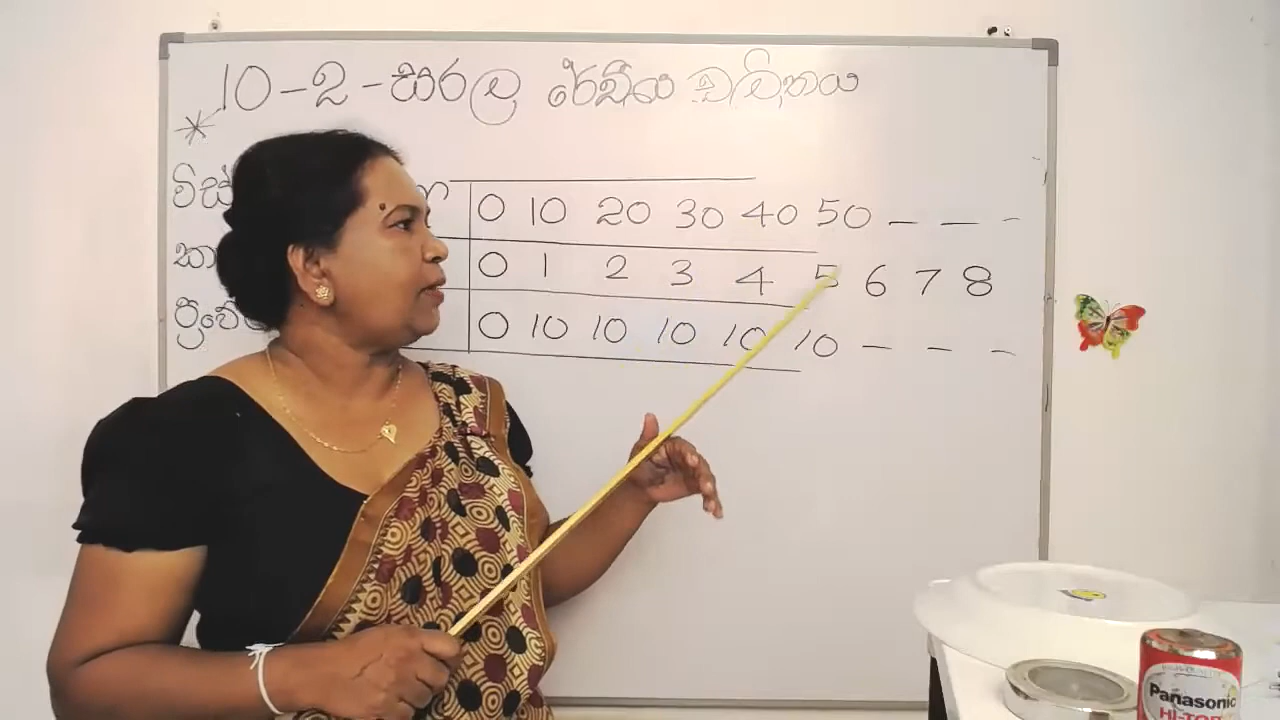 10-2-සරල රේඛීය චලිතය
*
විස් 0 10 20 30 40 50 _ _ _
කා 0 1 2 3 4 5 6 7 8
ප්‍රවේ 0 10 10 10 10 10 _ _ _
Panasonic
HI-TOP